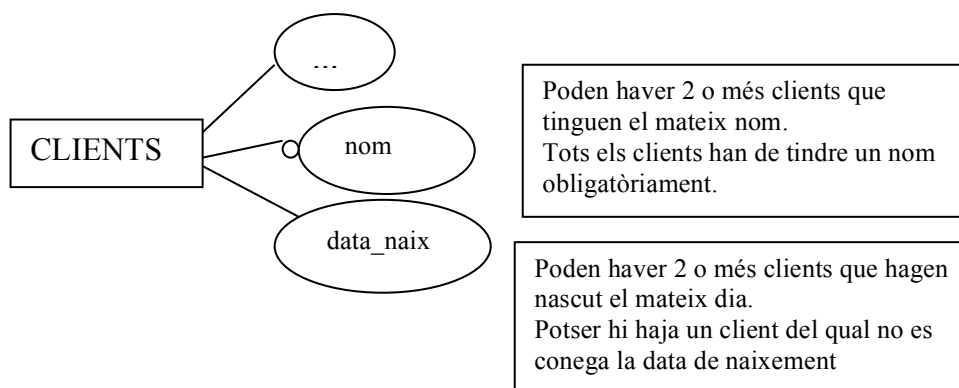 ...
CLIENTS
nom
data_naix
Poden haver 2 o més clients que
tinguen el mateix nom.
Tots els clients han de tindre un nom
obligatòriament.
Poden haver 2 o més clients que hagen
nascut el mateix dia.
Potser hi haja un client del qual no es
conega la data de naixement